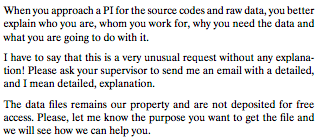 When you approach a PI for the source codes and raw data, you better
explain who you are, whom you work for, why you need the data and
what you are going to do with it.
I have to say that this is a very unusual request without any explana-
tion! Please ask your supervisor to send me an email with a detailed,
and I mean detailed, explanation.
The data files remains our property and are not deposited for free
access. Please, let me know the purpose you want to get the file and
we will see how we can help you.